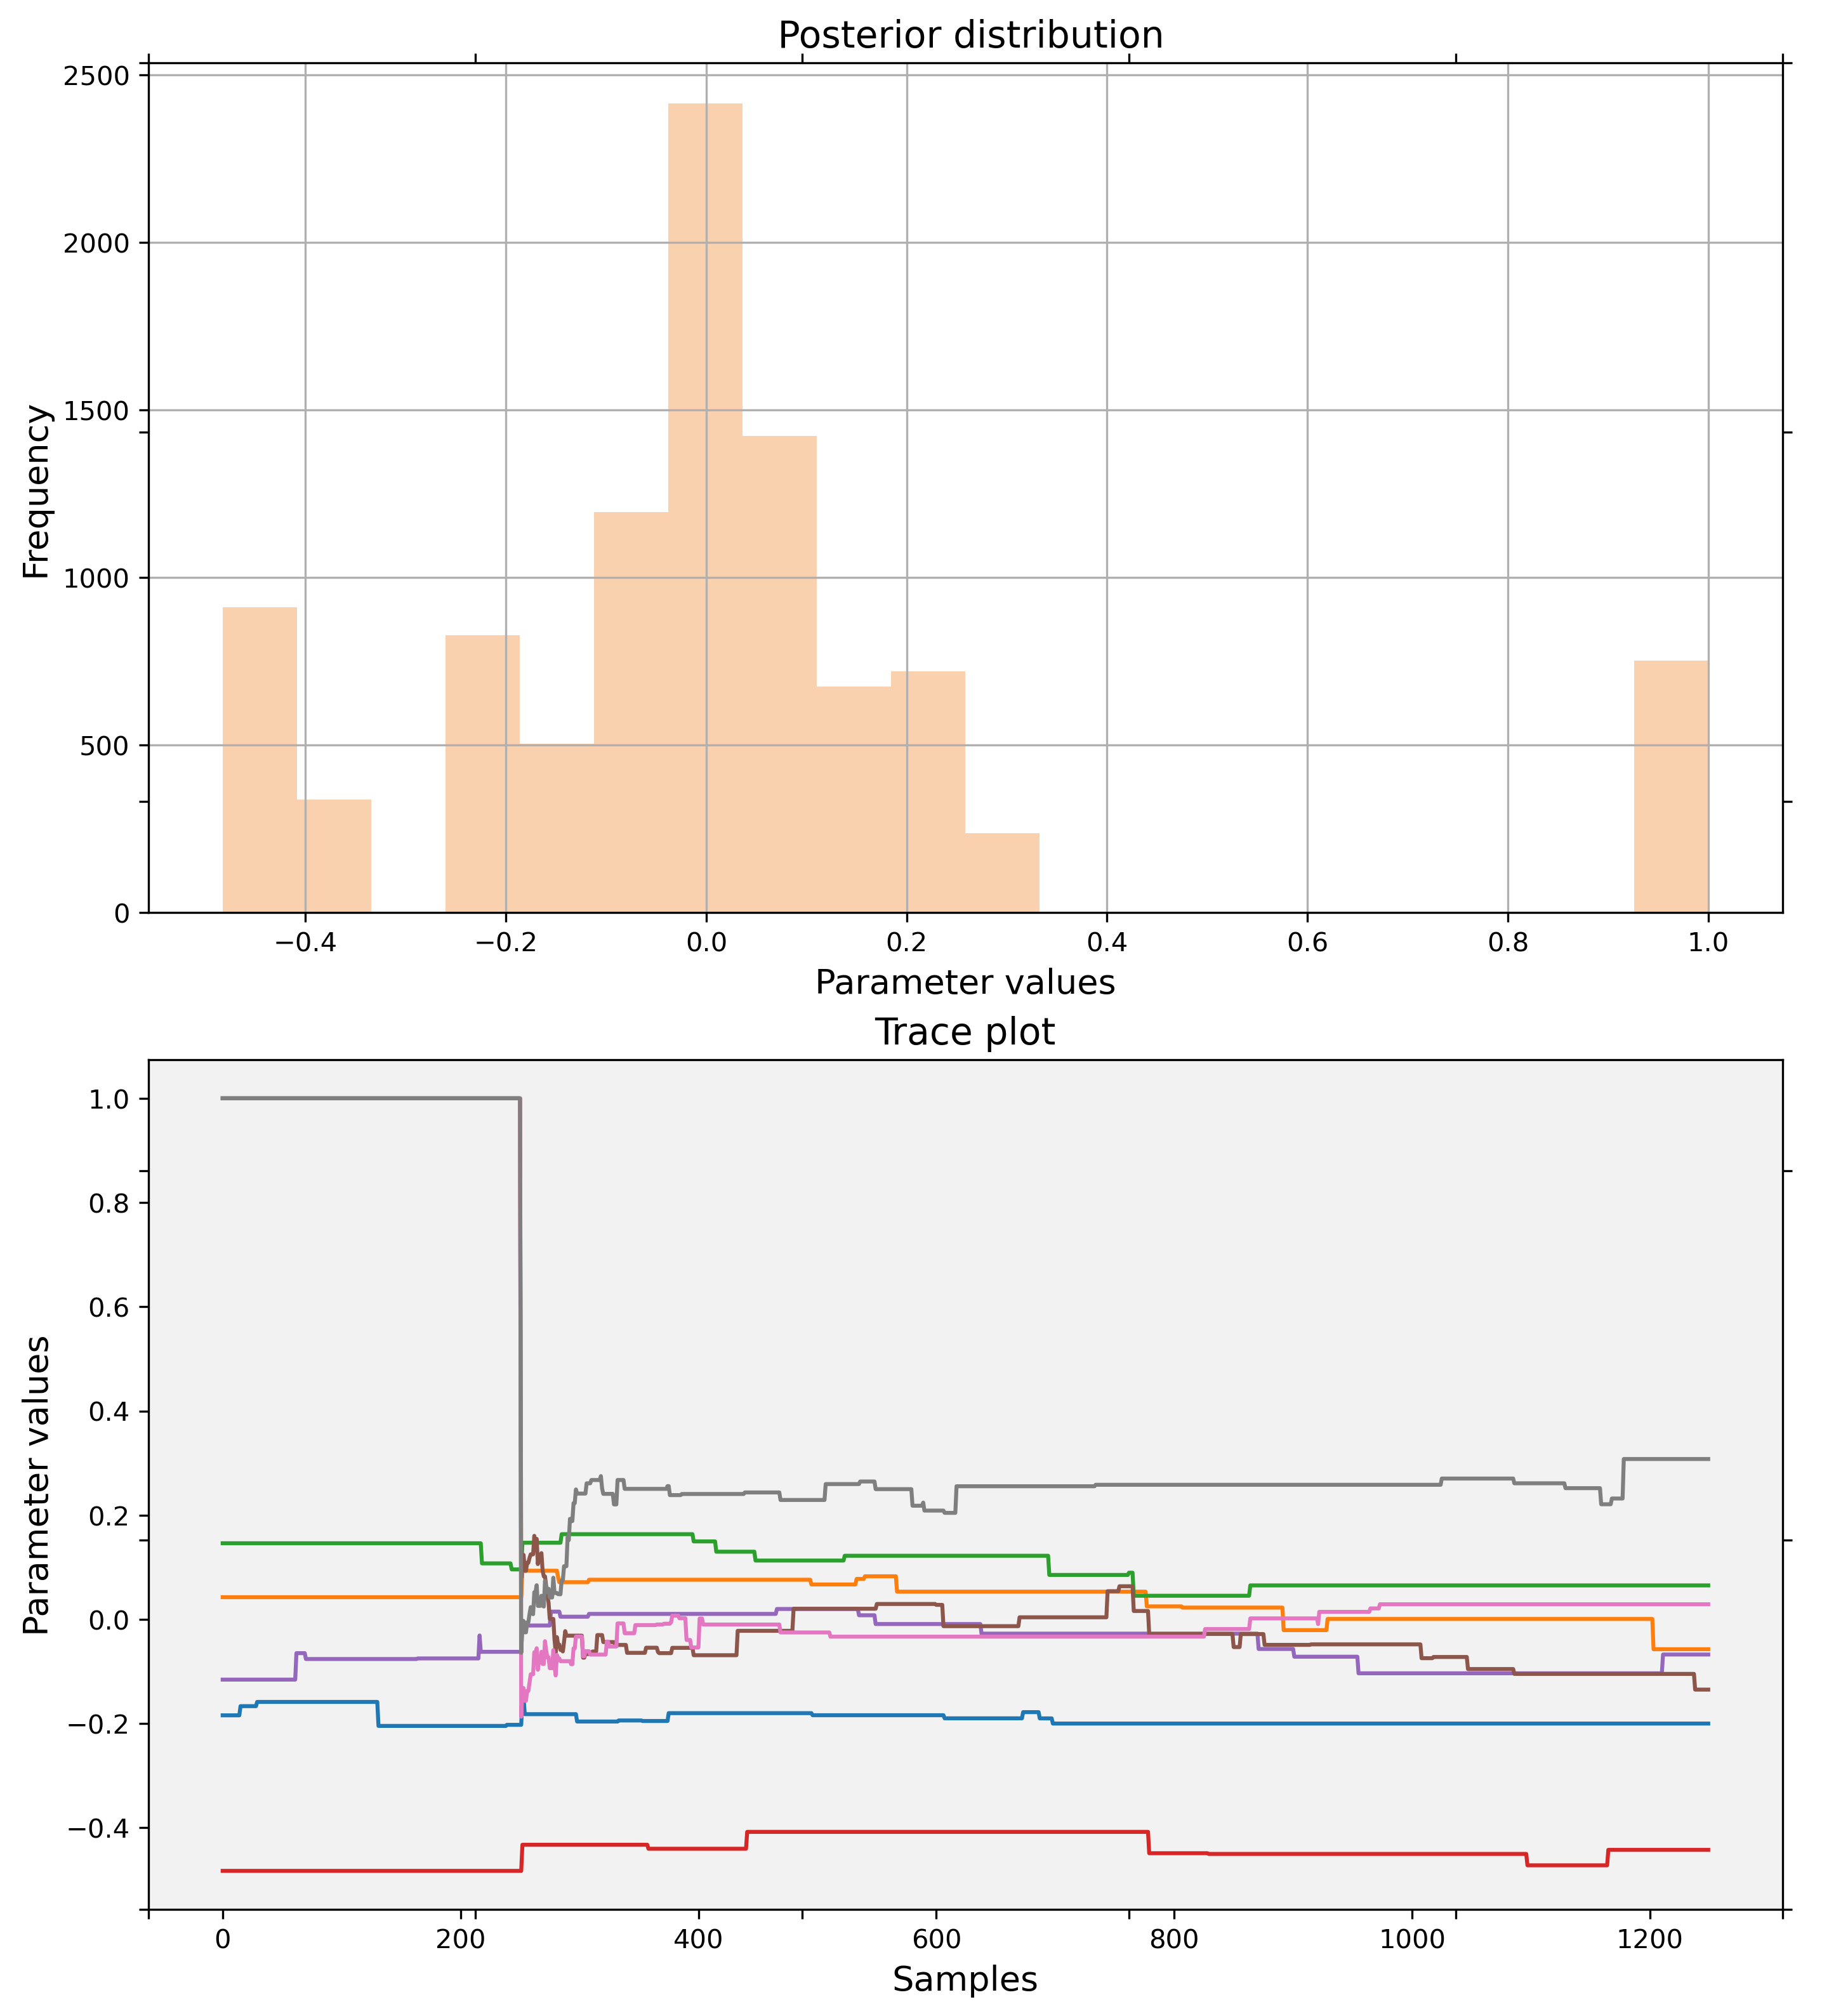 Posterior distribution
2500
2000
1500
1000
500
0
Frequency
−0.4 −0.2 0.0 0.2 0.4 0.6 0.8 1.0
Parameter values
Trace plot
1.0
0.8
0.6
0.4
0.2
0.0
−0.2
−0.4
Parameter values
0 200 400 600 800 1000 1200
Samples